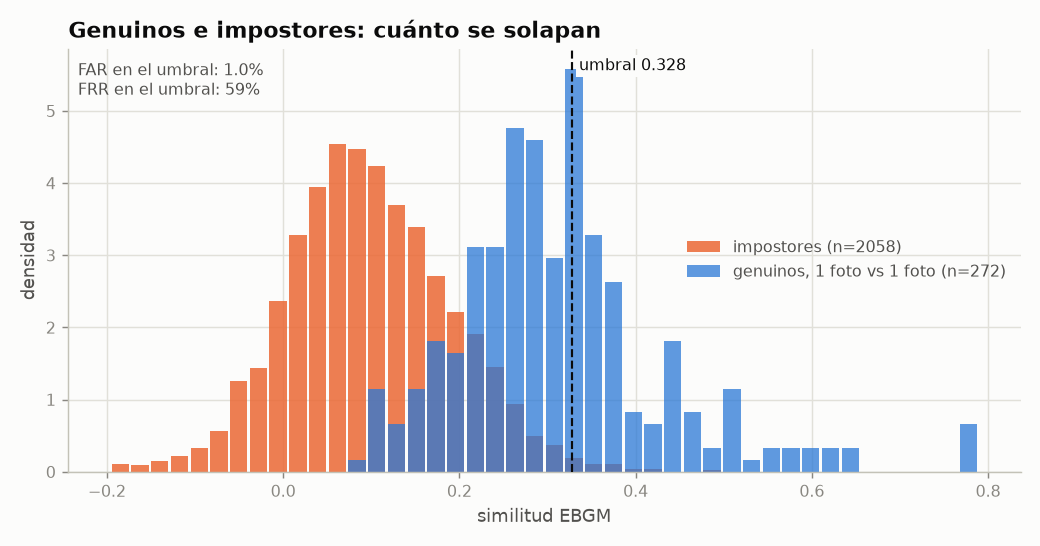 Genuinos e impostores: cuánto se solapan
FAR en el umbral: 1.0%
FRR en el umbral: 59%
umbral 0.328
impostores (n=2058)
genuinos, 1 foto vs 1 foto (n=272)
densidad
5
4
3
2
1
0
−0.2
0.0
0.2
0.4
0.6
0.8
similitud EBGM